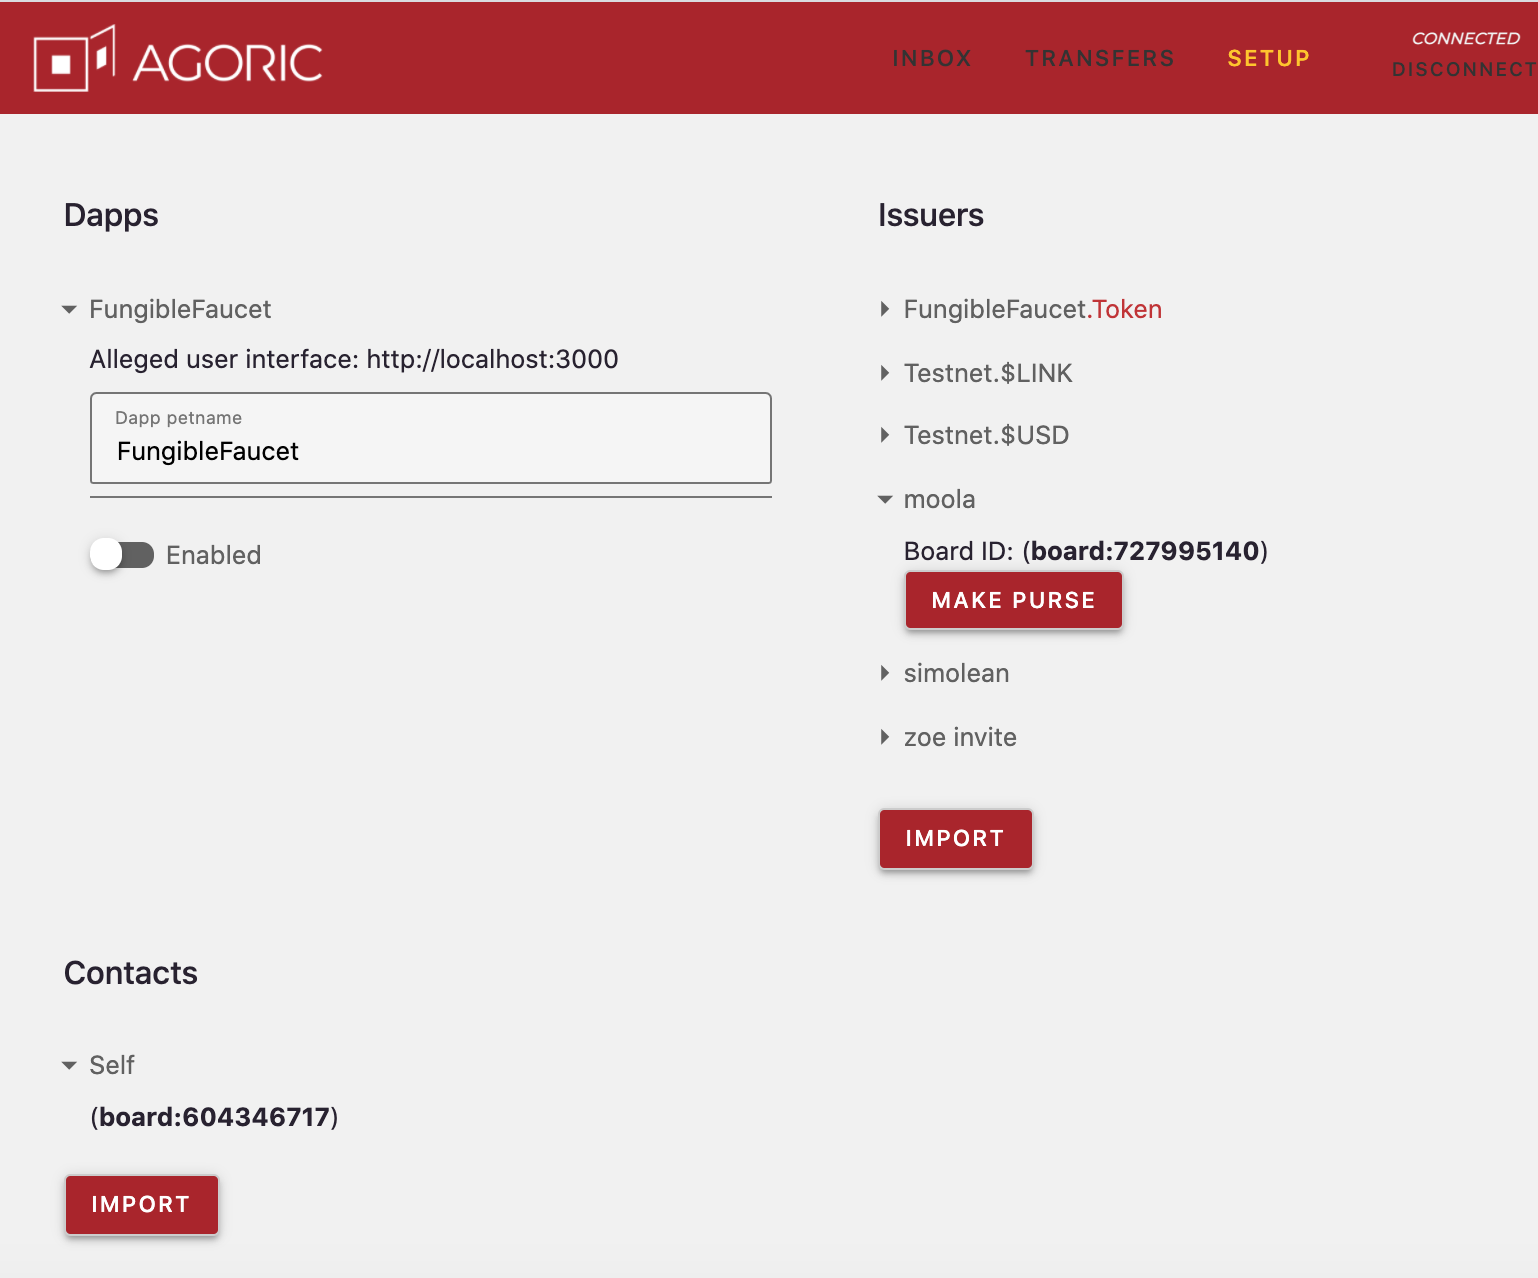 AGORIC
INBOX TRANSFERS SETUP CONNECTED
DISCONNECT
Dapps
FungibleFaucet
Alleged user interface: http://localhost:3000
Dapp petname
FungibleFaucet
Enabled
Issuers
FungibleFaucet.Token
Testnet.$LINK
Testnet.$USD
moola
Board ID: (board:727995140)
MAKE PURSE
simolean
zoe invite
IMPORT
Contacts
Self
(board:604346717)
IMPORT